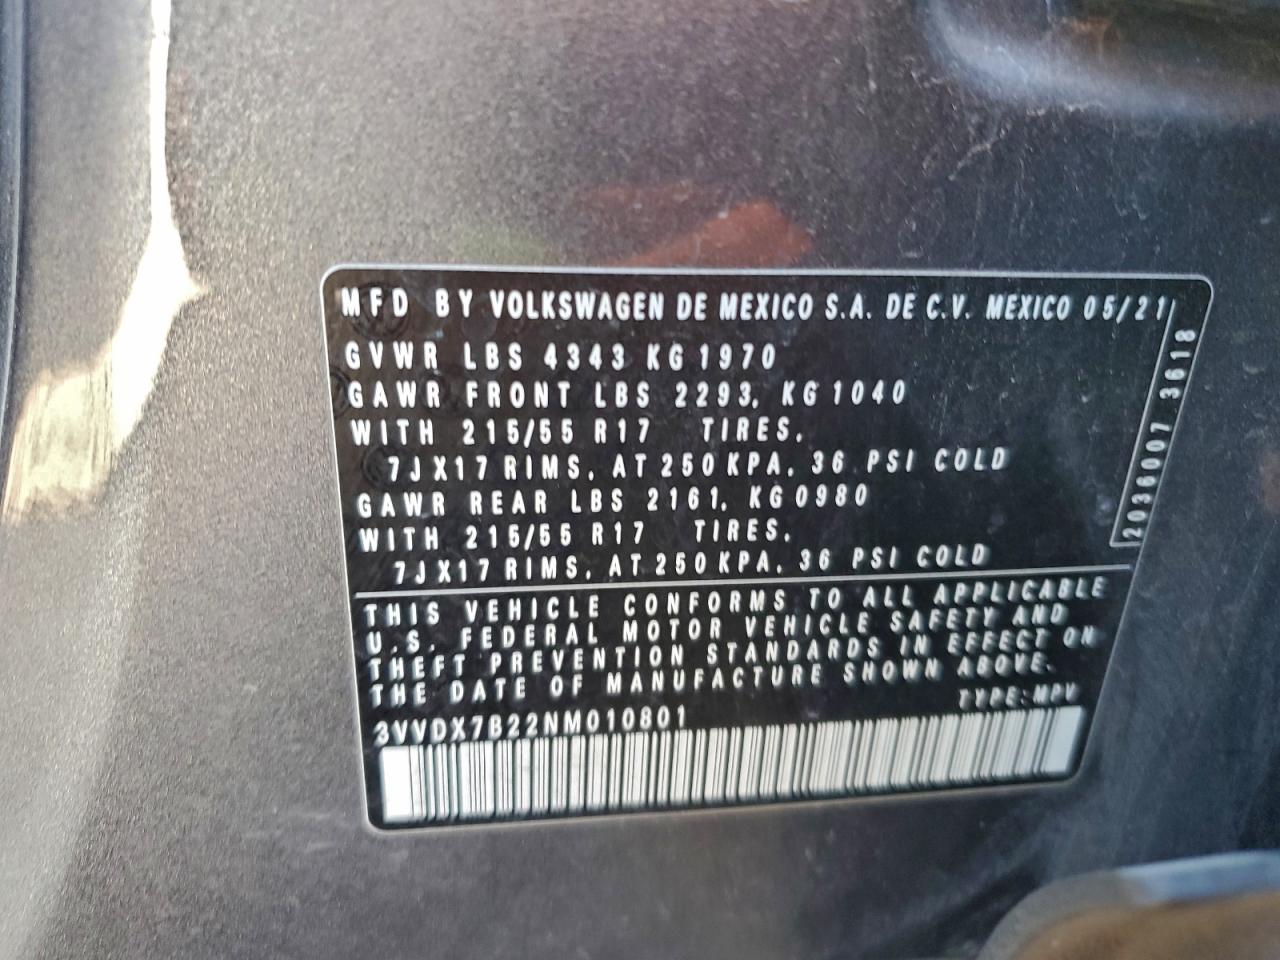 MFD BY VOLKSWAGEN DE MEXICO S.A. DE C.V. MEXICO 05/21
GVWR LBS 4343 KG 1970
GAWR FRONT LBS 2293, KG 1040
WITH 215/55 R17 TIRES,
7JX17 RIMS, AT 250 KPA, 36 PSI COLD
GAWR REAR LBS 2161, KG 0980
WITH 215/55 R17 TIRES,
7JX17 RIMS, AT 250 KPA, 36 PSI COLD
2036007 3618
THIS VEHICLE CONFORMS TO ALL APPLICABLE
U.S. FEDERAL MOTOR VEHICLE SAFETY AND
THEFT PREVENTION STANDARDS IN EFFECT ON
THE DATE OF MANUFACTURE SHOWN ABOVE.
TYPE: MPV
3VVDX7B22NM010801